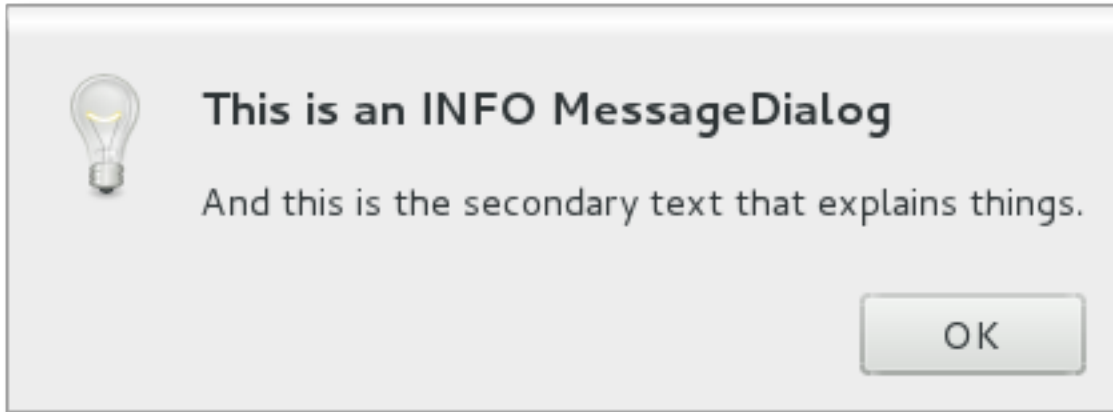 This is an INFO MessageDialog
And this is the secondary text that explains things.
OK